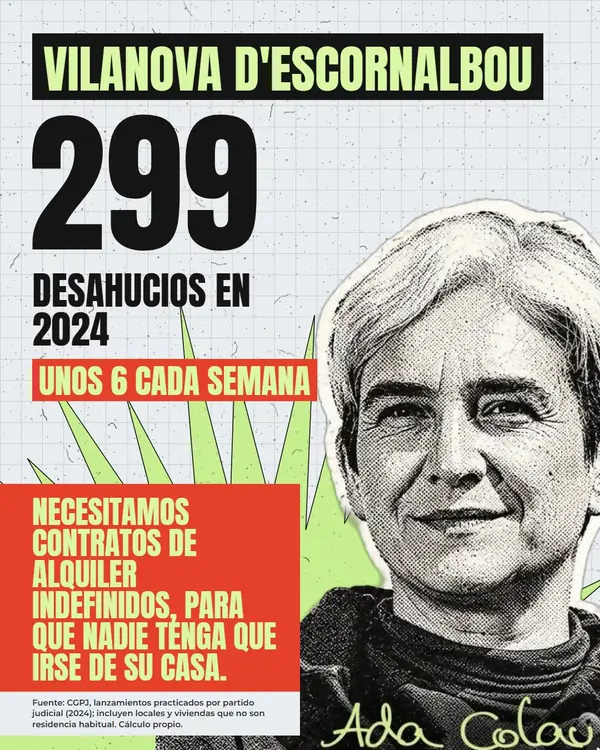 VILANOVA D'ESCORNALBOU
299
DESAHUCIOS EN
2024
UNOS 6 CADA SEMANA
NECESITAMOS
CONTRATOS DE
ALQUILER
INDEFINIDOS, PARA
QUE NADIE TENGA QUE
IRSE DE SU CASA.
Fuente: CGPJ, lanzamientos practicados por partido
judicial (2024); incluyen locales y viviendas que no son
residencia habitual. Cálculo propio.
Ada Colau